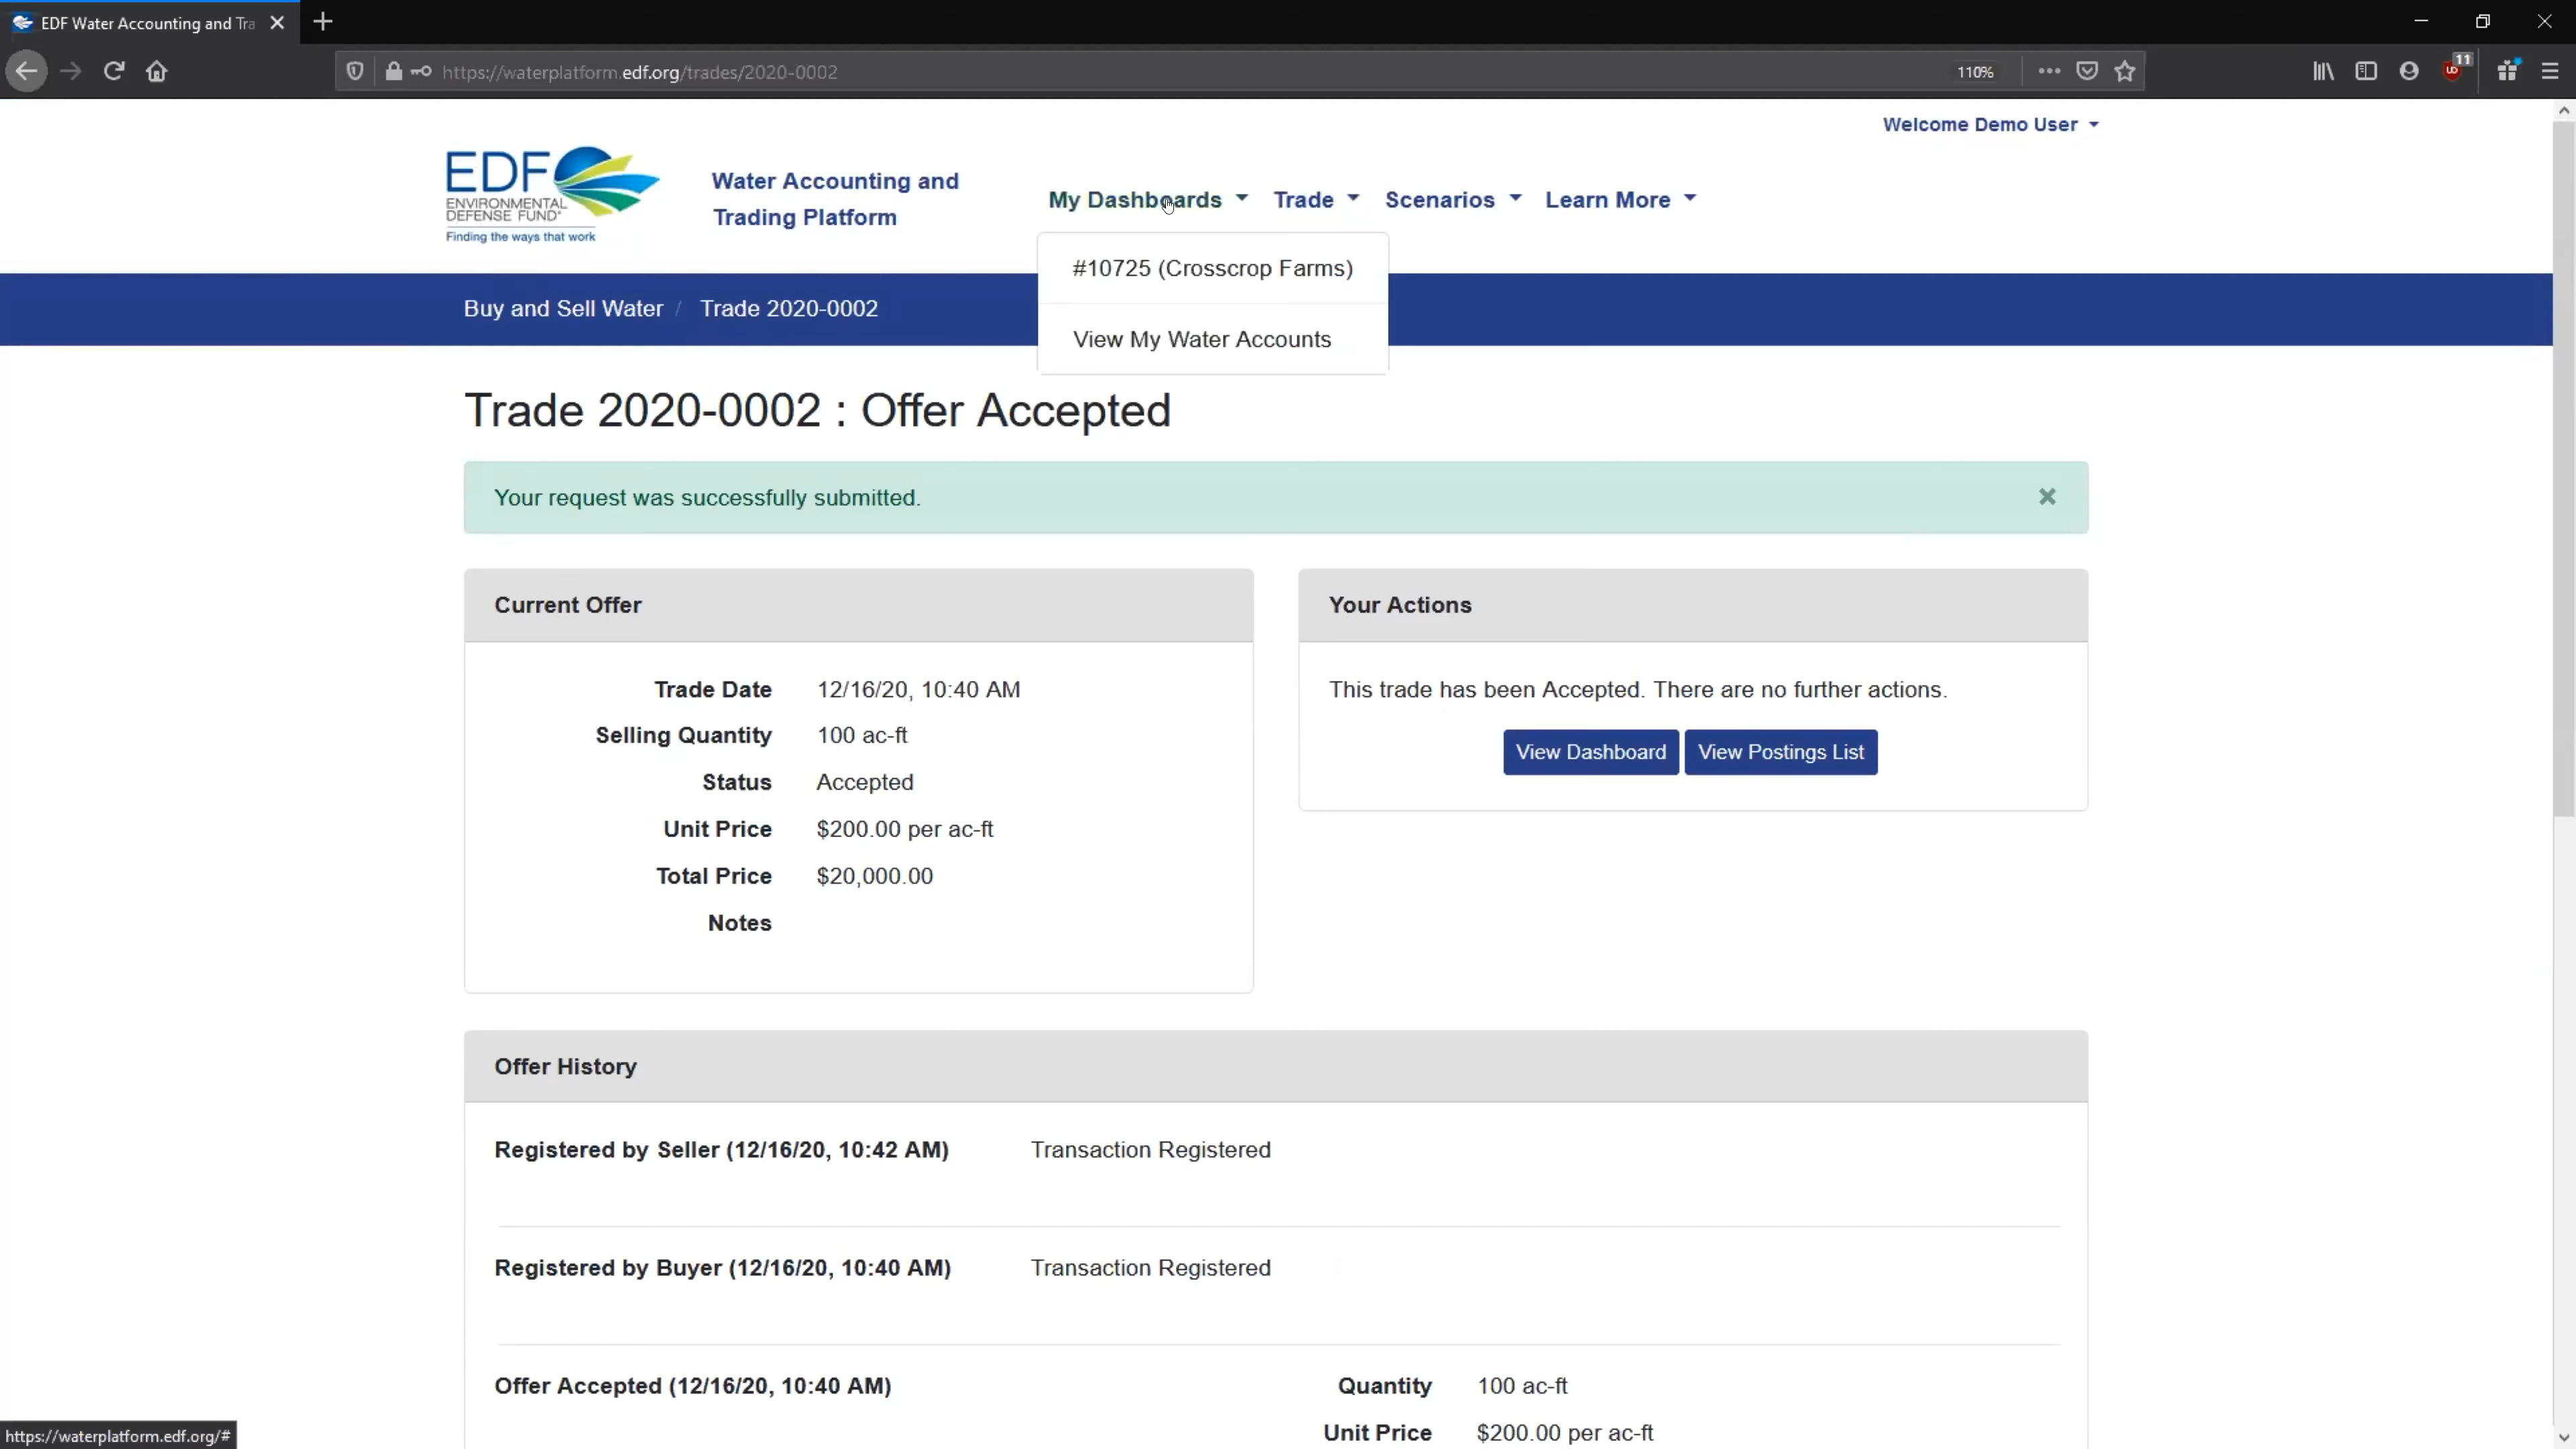 EDF Water Accounting and Tra
https://waterplatform.edf.org/trades/2020-0002
110%
11
Welcome Demo User
EDF
ENVIRONMENTAL
DEFENSE FUND®
Finding the ways that work
Water Accounting and
Trading Platform
My Dashboards
Trade
Scenarios
Learn More
#10725 (Crosscrop Farms)
View My Water Accounts
Buy and Sell Water / Trade 2020-0002
Trade 2020-0002 : Offer Accepted
Your request was successfully submitted.
Current Offer
Trade Date 12/16/20, 10:40 AM
Selling Quantity 100 ac-ft
Status Accepted
Unit Price $200.00 per ac-ft
Total Price $20,000.00
Notes
Your Actions
This trade has been Accepted. There are no further actions.
View Dashboard
View Postings List
Offer History
Registered by Seller (12/16/20, 10:42 AM) Transaction Registered
Registered by Buyer (12/16/20, 10:40 AM) Transaction Registered
Offer Accepted (12/16/20, 10:40 AM) Quantity 100 ac-ft
Unit Price $200.00 per ac-ft
https://waterplatform.edf.org/#